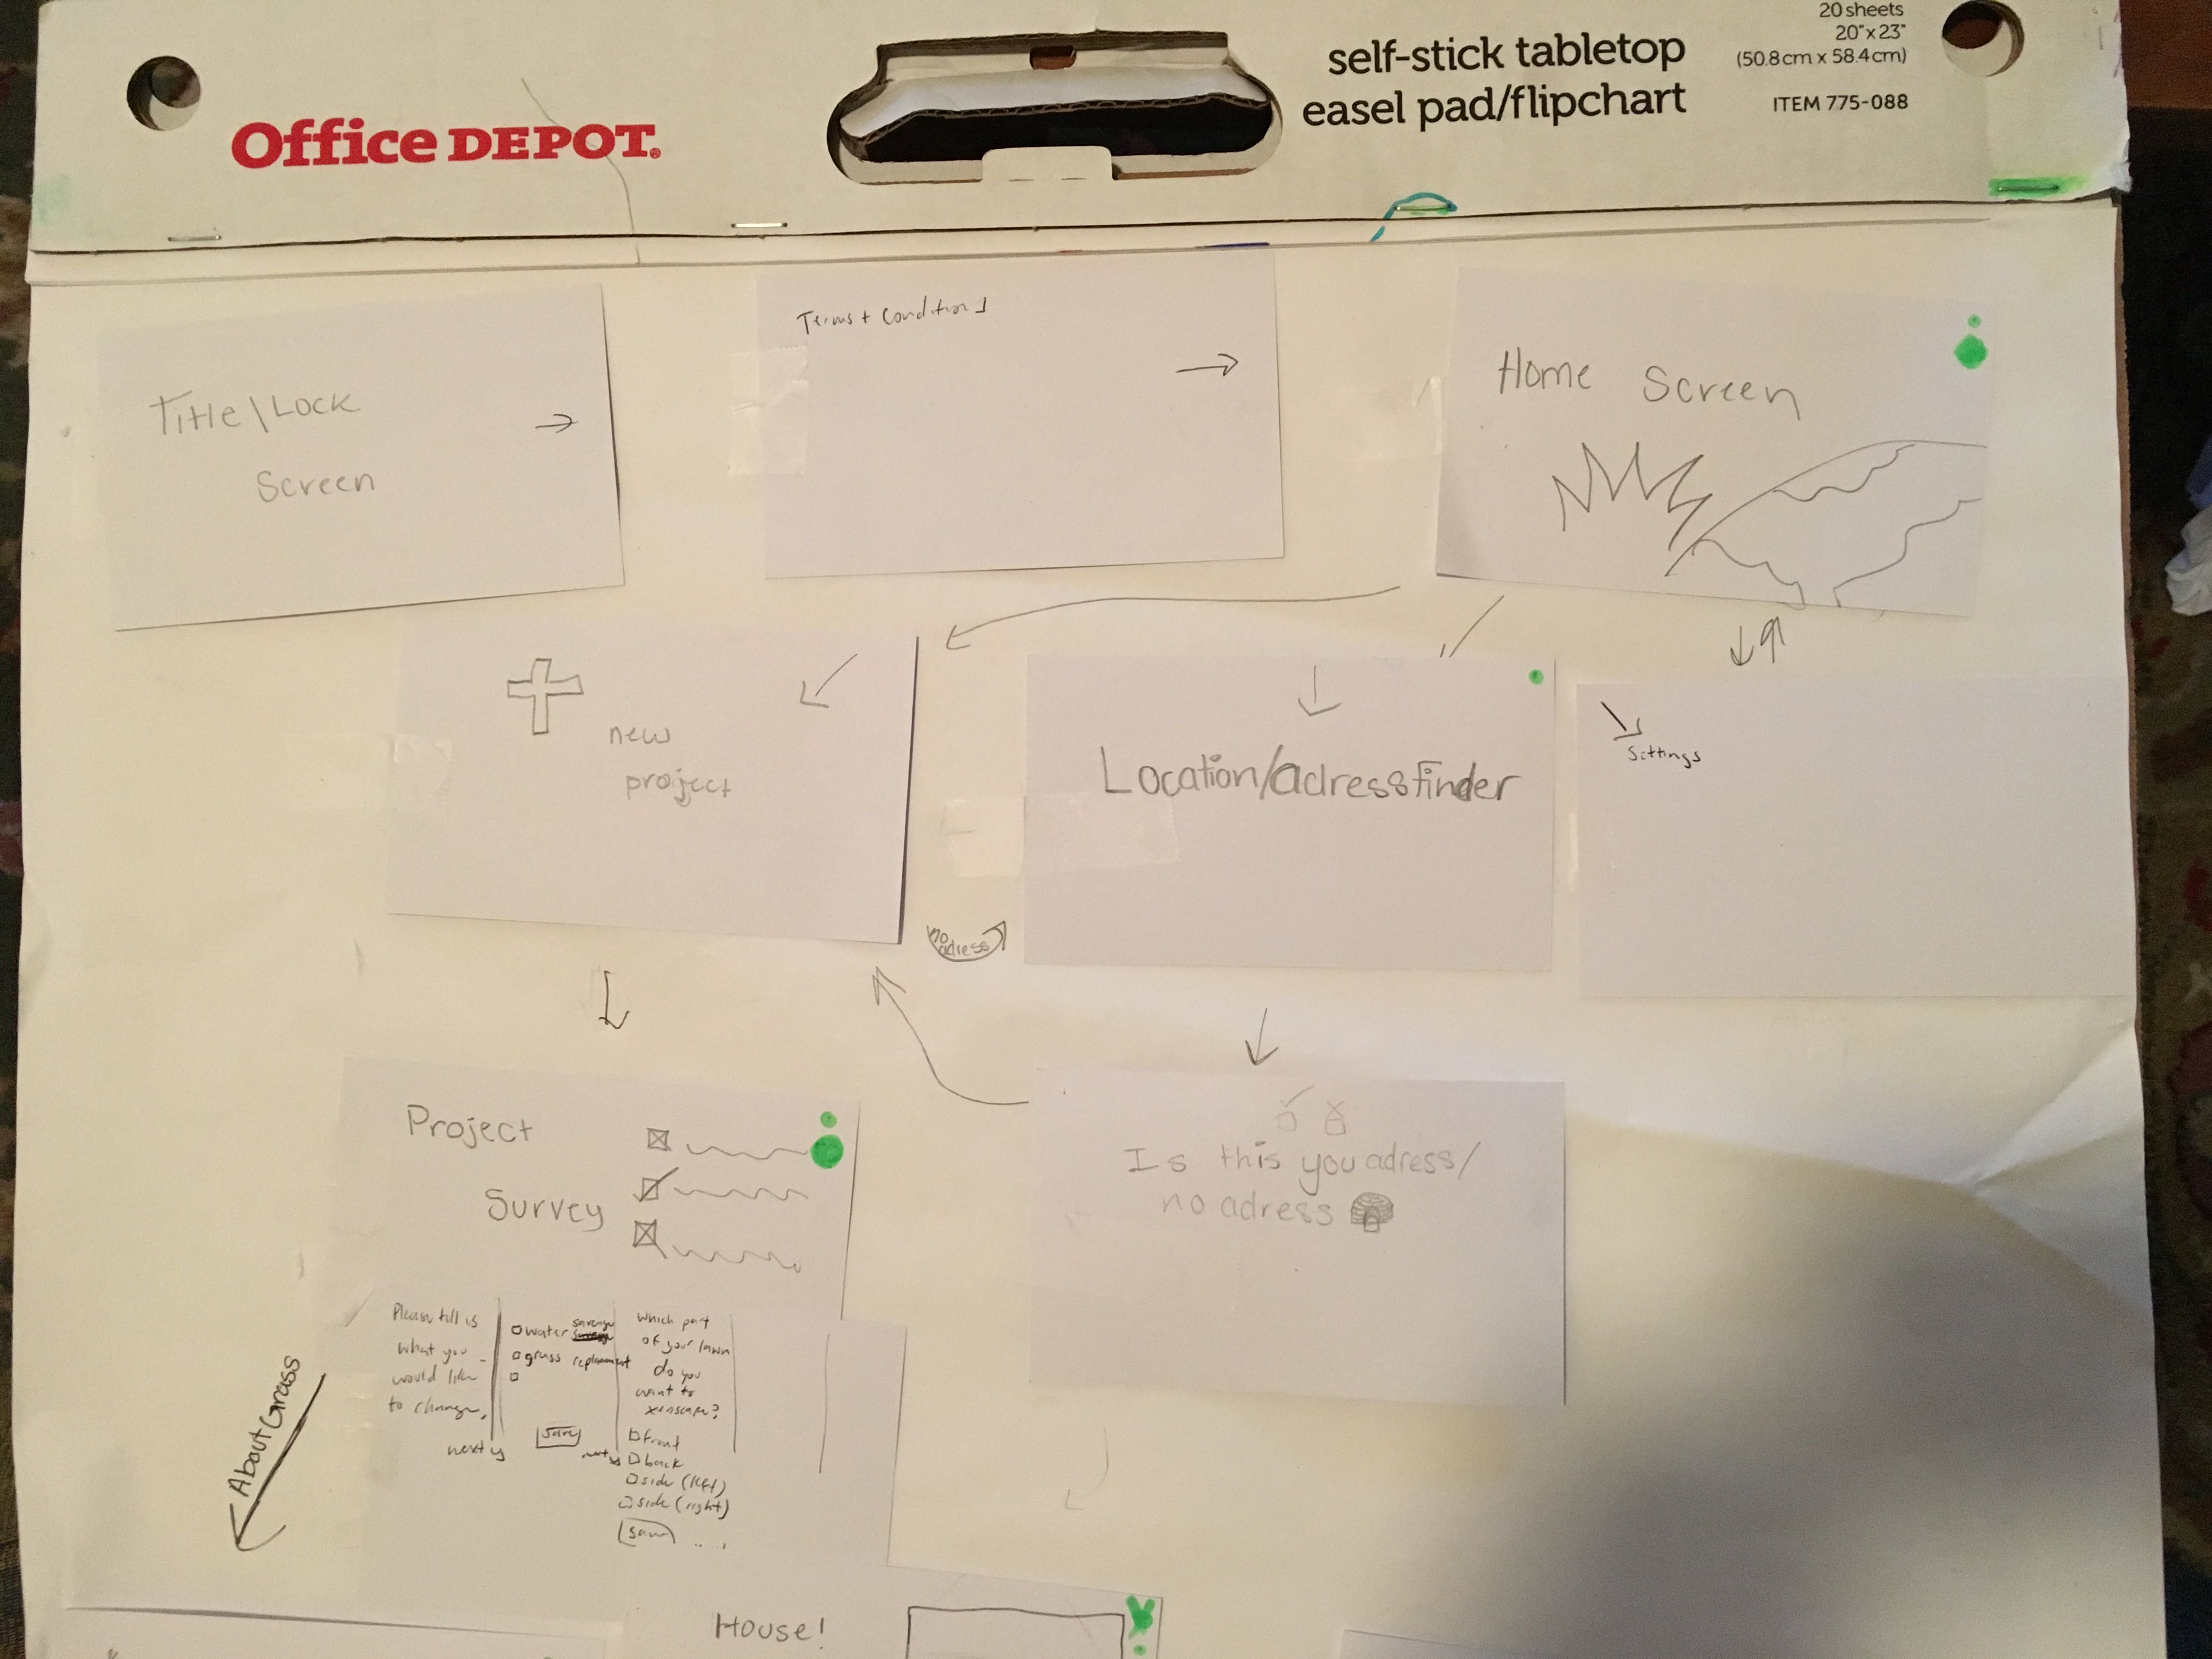 Office DEPOT.
self-stick tabletop
easel pad/flipchart
20 sheets
20"x 23"
(50.8cm x 58.4cm)
ITEM 775-088
Title\Lock
Screen
Terms + Conditions
Home Screen
new
project
Location/adressfinder
Settings
no
adress
Project
Survey
Is this you adress/
no adress
Please tell us
what you
would like
to change.
next
water savenge
grass replacement
save
next
which part
of your lawn
do you
want to
xeriscape?
front
back
side (left)
side (right)
save
About Grass
House!